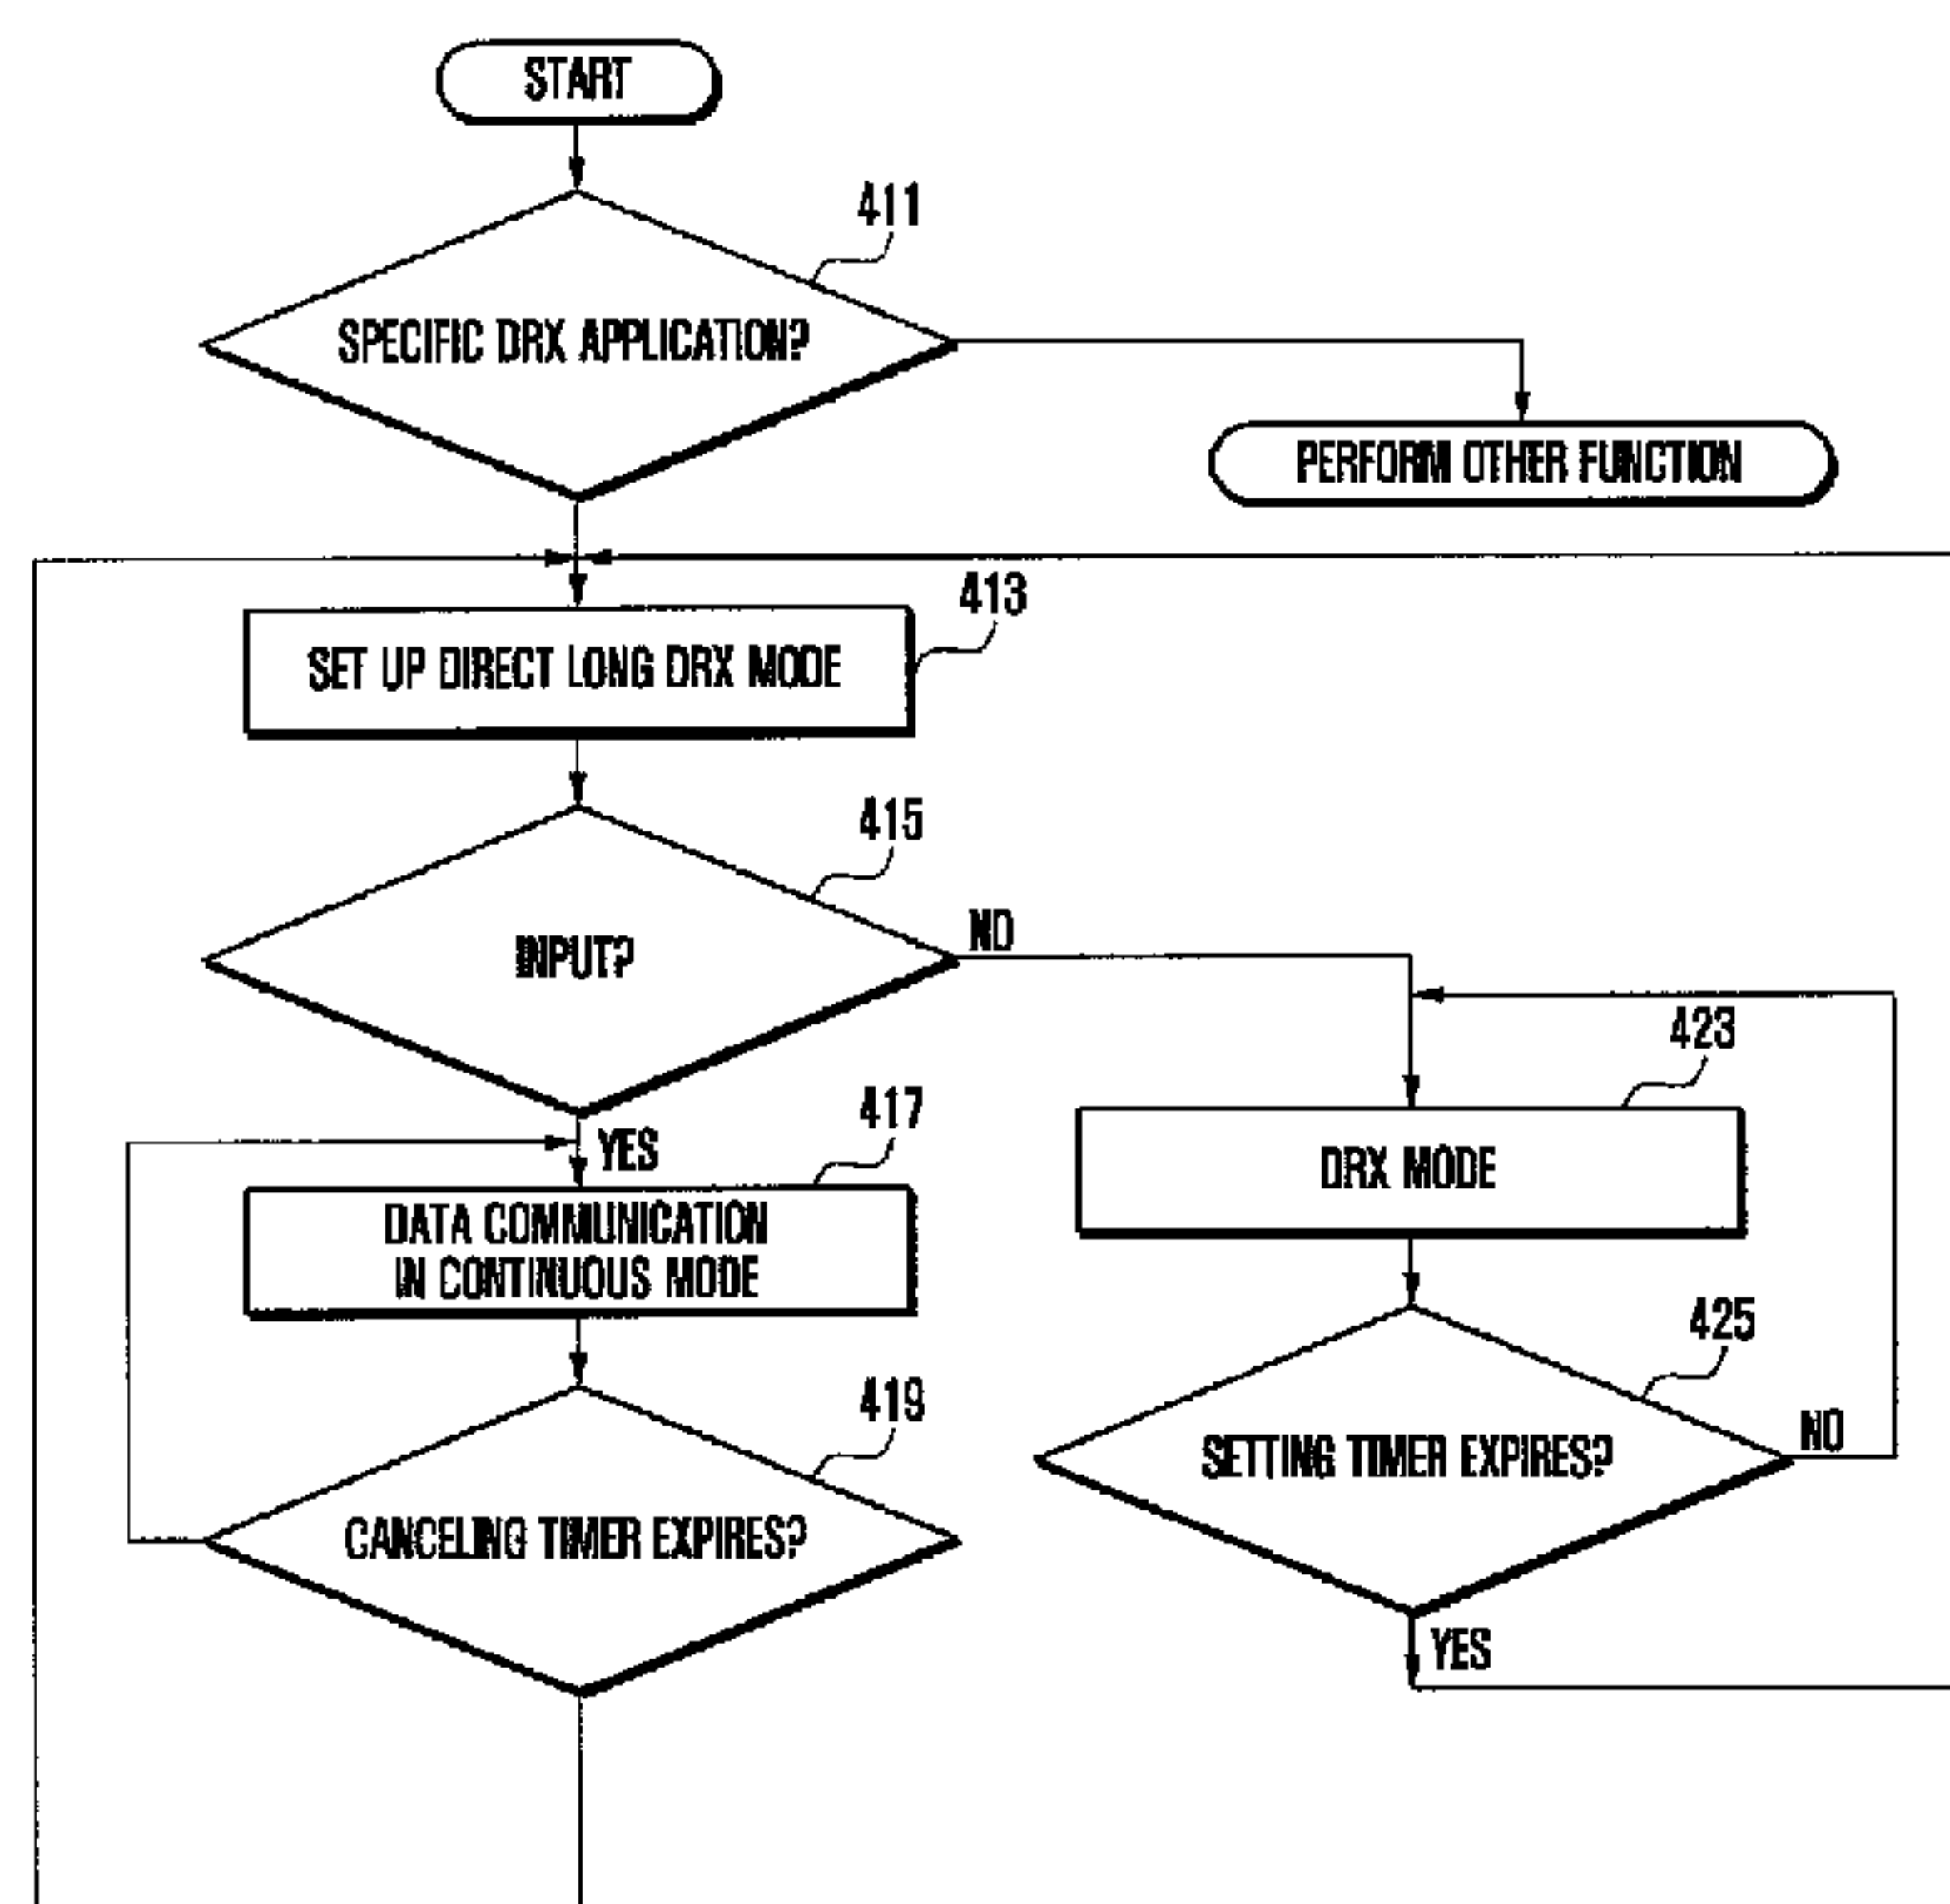 START
411
SPECIFIC DRX APPLICATION?
PERFORM OTHER FUNCTION
413
SET UP DIRECT LONG DRX MODE
415
INPUT?
NO
423
DRX MODE
417
YES
DATA COMMUNICATION
IN CONTINUOUS MODE
425
SETTING TIMER EXPIRES?
NO
419
CANCELING TIMER EXPIRES?
YES